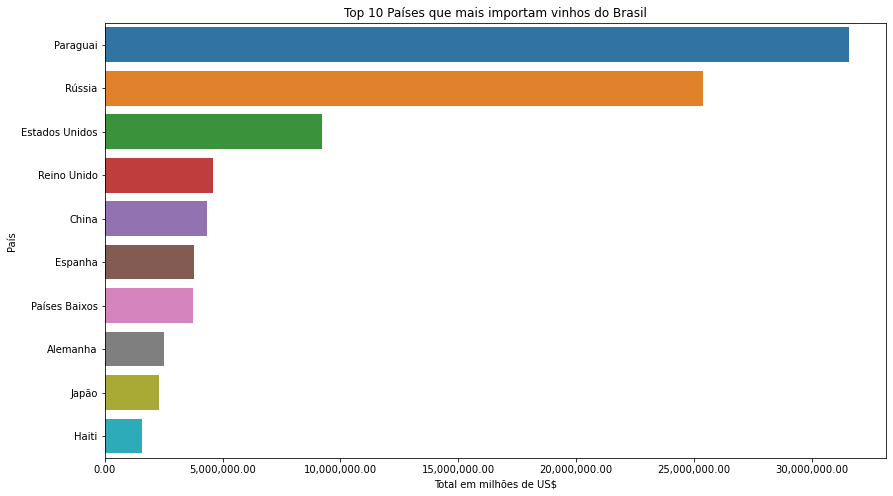 Top 10 Países que mais importam vinhos do Brasil
Paraguai
Rússia
Estados Unidos
Reino Unido
China
Espanha
Países Baixos
Alemanha
Japão
Haiti
País
0.00 5,000,000.00 10,000,000.00 15,000,000.00 20,000,000.00 25,000,000.00 30,000,000.00
Total em milhões de US$